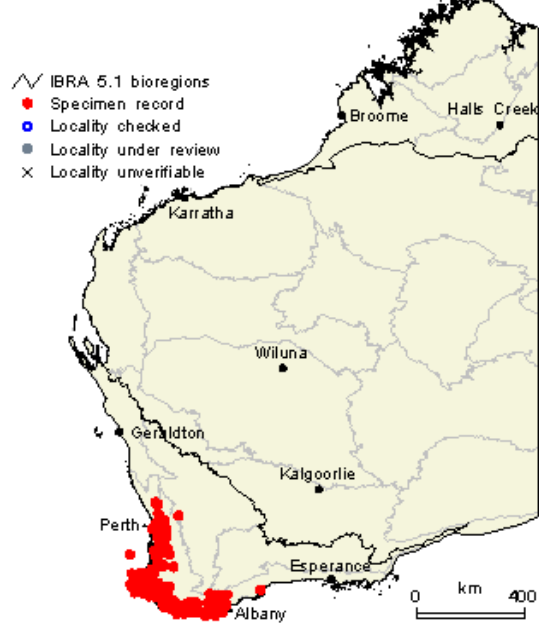 IBRA 5.1 bioregions
Specimen record
Locality checked
Locality under review
Locality unverifiable
Broome
Halls Creek
Karratha
Wiluna
Geraldton
Kalgoorlie
Perth
Esperance
Albany
km
0 400